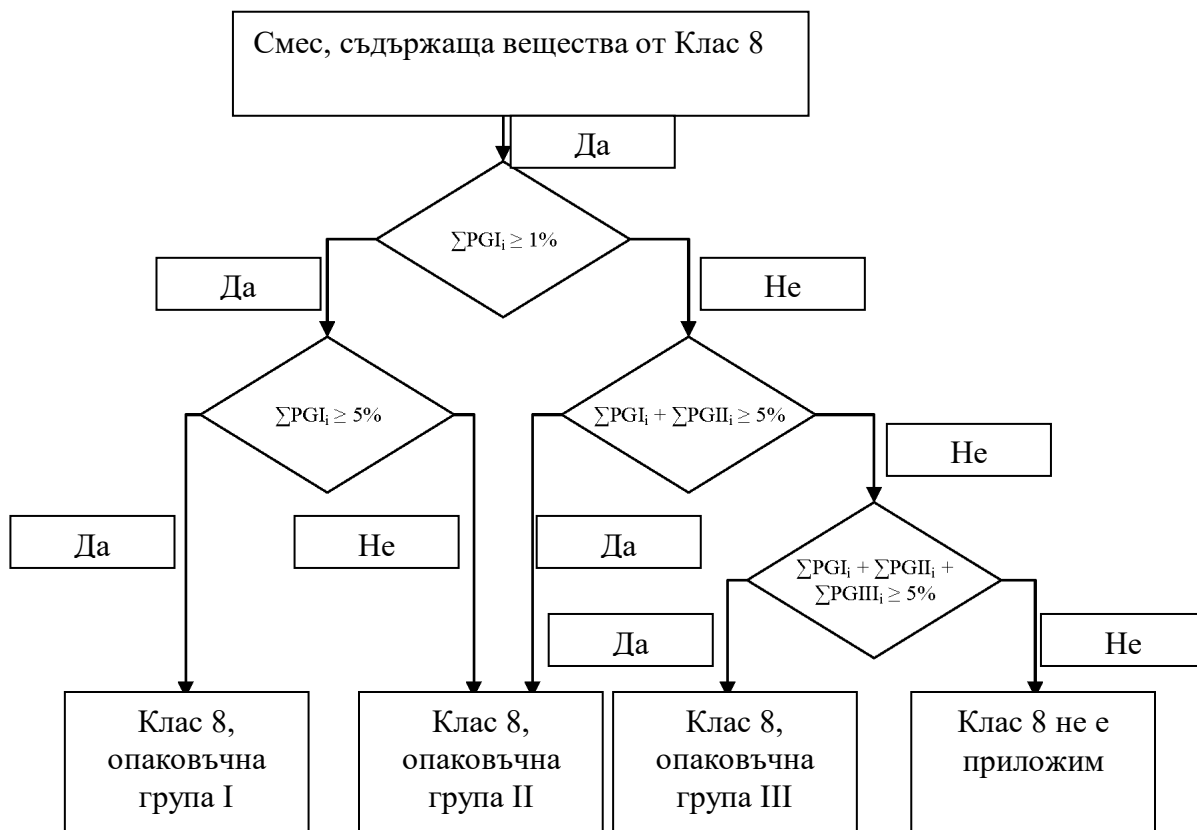 Смес, съдържаща вещества от Клас 8
Да
∑PGIᵢ ≥ 1%
Да
Не
∑PGIᵢ ≥ 5%
∑PGIᵢ + ∑PGIIᵢ ≥ 5%
Не
Да
Не
Да
∑PGIᵢ + ∑PGIIᵢ +
∑PGIIIᵢ ≥ 5%
Да
Не
Клас 8,
опаковъчна
група I
Клас 8,
опаковъчна
група II
Клас 8,
опаковъчна
група III
Клас 8 не е
приложим